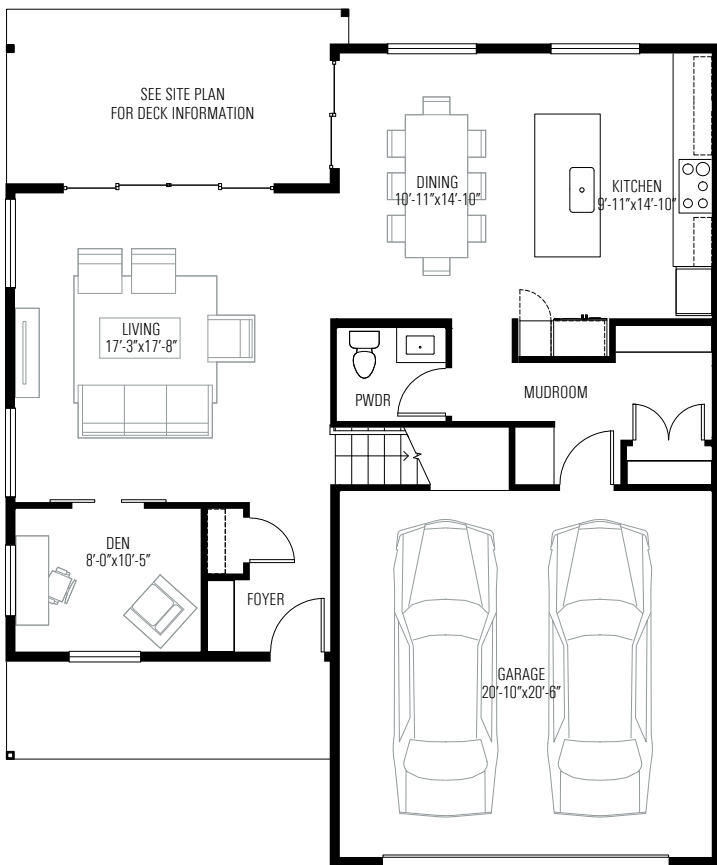 SEE SITE PLAN
FOR DECK INFORMATION
DINING
10'-11"x14'-10"
KITCHEN
9'-11"x14'-10"
LIVING
17'-3"x17'-8"
PWDR
MUDROOM
DEN
8'-0"x10'-5"
FOYER
GARAGE
20'-10"x20'-6"